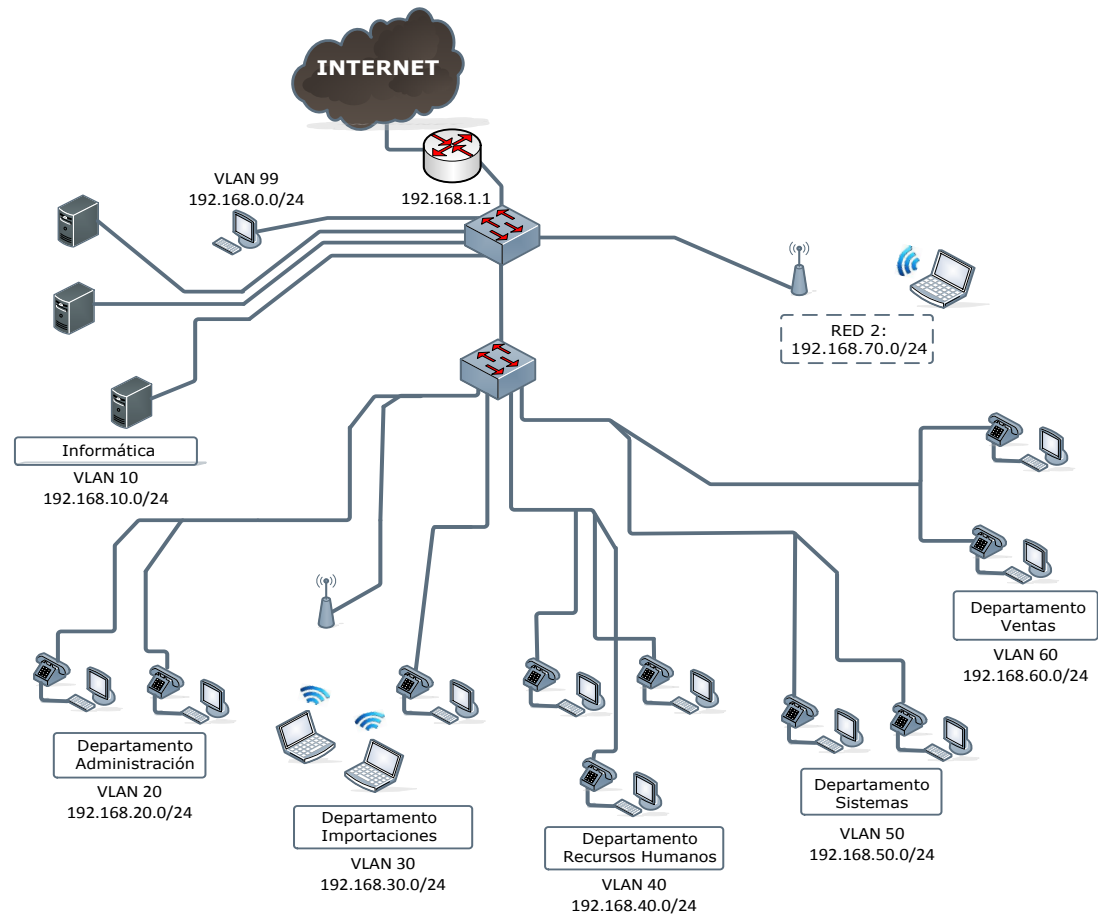 INTERNET
VLAN 99
192.168.0.0/24
192.168.1.1
RED 2:
192.168.70.0/24
Informática
VLAN 10
192.168.10.0/24
Departamento
Ventas
VLAN 60
192.168.60.0/24
Departamento
Administración
VLAN 20
192.168.20.0/24
Departamento
Importaciones
VLAN 30
192.168.30.0/24
Departamento
Recursos Humanos
VLAN 40
192.168.40.0/24
Departamento
Sistemas
VLAN 50
192.168.50.0/24